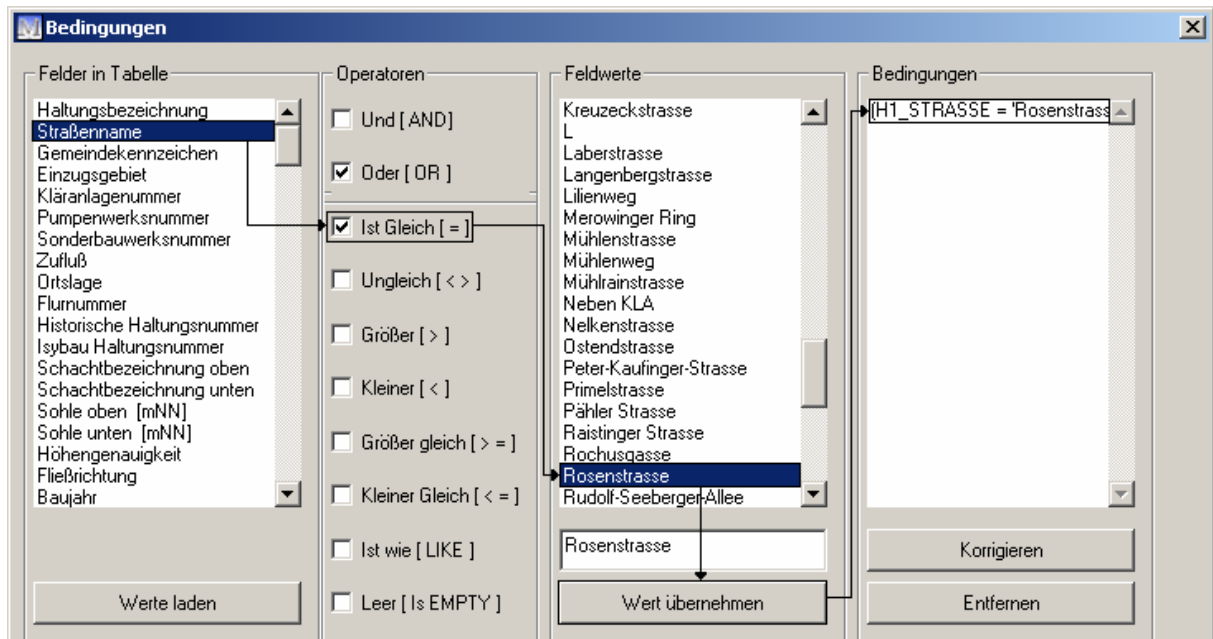 Bedingungen
Felder in Tabelle
Haltungsbezeichnung
Straßenname
Gemeindekennzeichen
Einzugsgebiet
Kläranlagenummer
Pumpenwerksnummer
Sonderbauwerksnummer
Zufluß
Ortslage
Flurnummer
Historische Haltungsnummer
Isybau Haltungsnummer
Schachtbezeichnung oben
Schachtbezeichnung unten
Sohle oben [mNN]
Sohle unten [mNN]
Höhengenauigkeit
Fließrichtung
Baujahr
Werte laden
Operatoren
Und [ AND]
Oder [ OR ]
Ist Gleich [ = ]
Ungleich [ < > ]
Größer [ > ]
Kleiner [ < ]
Größer gleich [ > = ]
Kleiner Gleich [ < = ]
Ist wie [ LIKE ]
Leer [ Is EMPTY ]
Feldwerte
Kreuzeckstrasse
L
Laberstrasse
Langenbergstrasse
Lilienweg
Merowinger Ring
Mühlenstrasse
Mühlenweg
Mühlrainstrasse
Neben KLA
Nelkenstrasse
Ostendstrasse
Peter-Kaufinger-Strasse
Primelstrasse
Pähler Strasse
Raistinger Strasse
Rochusgasse
Rosenstrasse
Rudolf-Seeberger-Allee
Rosenstrasse
Wert übernehmen
Bedingungen
(H1_STRASSE = 'Rosenstrass
Korrigieren
Entfernen